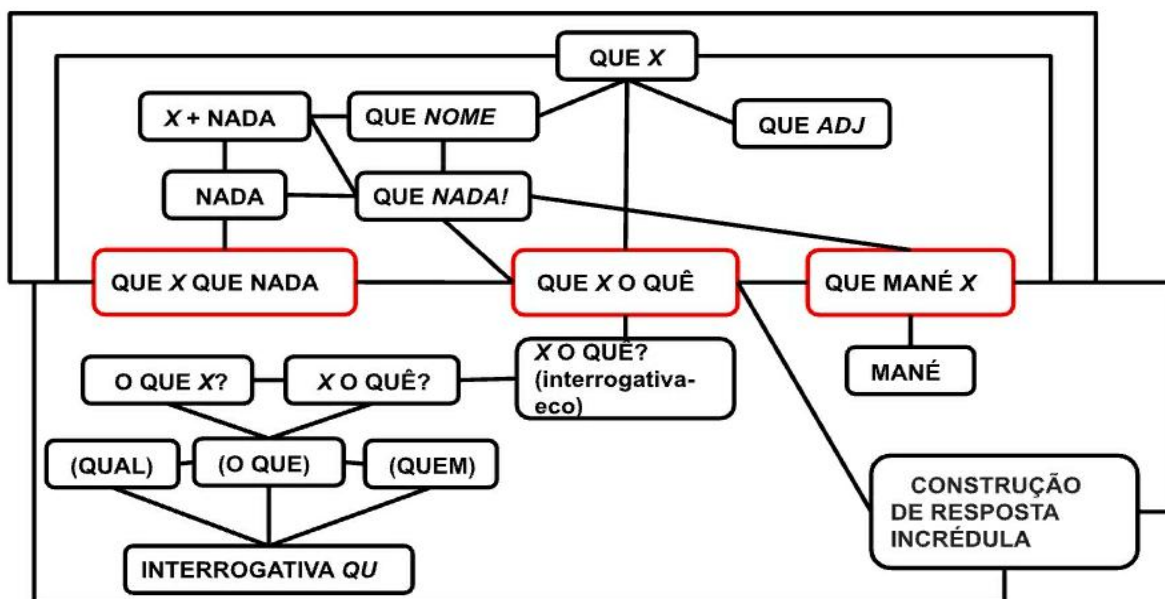 QUE X
X + NADA
QUE NOME
QUE ADJ
NADA
QUE NADA!
QUE X QUE NADA
QUE X O QUÊ
QUE MANÉ X
X O QUÊ?
(interrogativa-
eco)
MANÉ
O QUE X?
X O QUÊ?
(QUAL)
(O QUE)
(QUEM)
CONSTRUÇÃO
DE RESPOSTA
INCRÉDULA
INTERROGATIVA QU